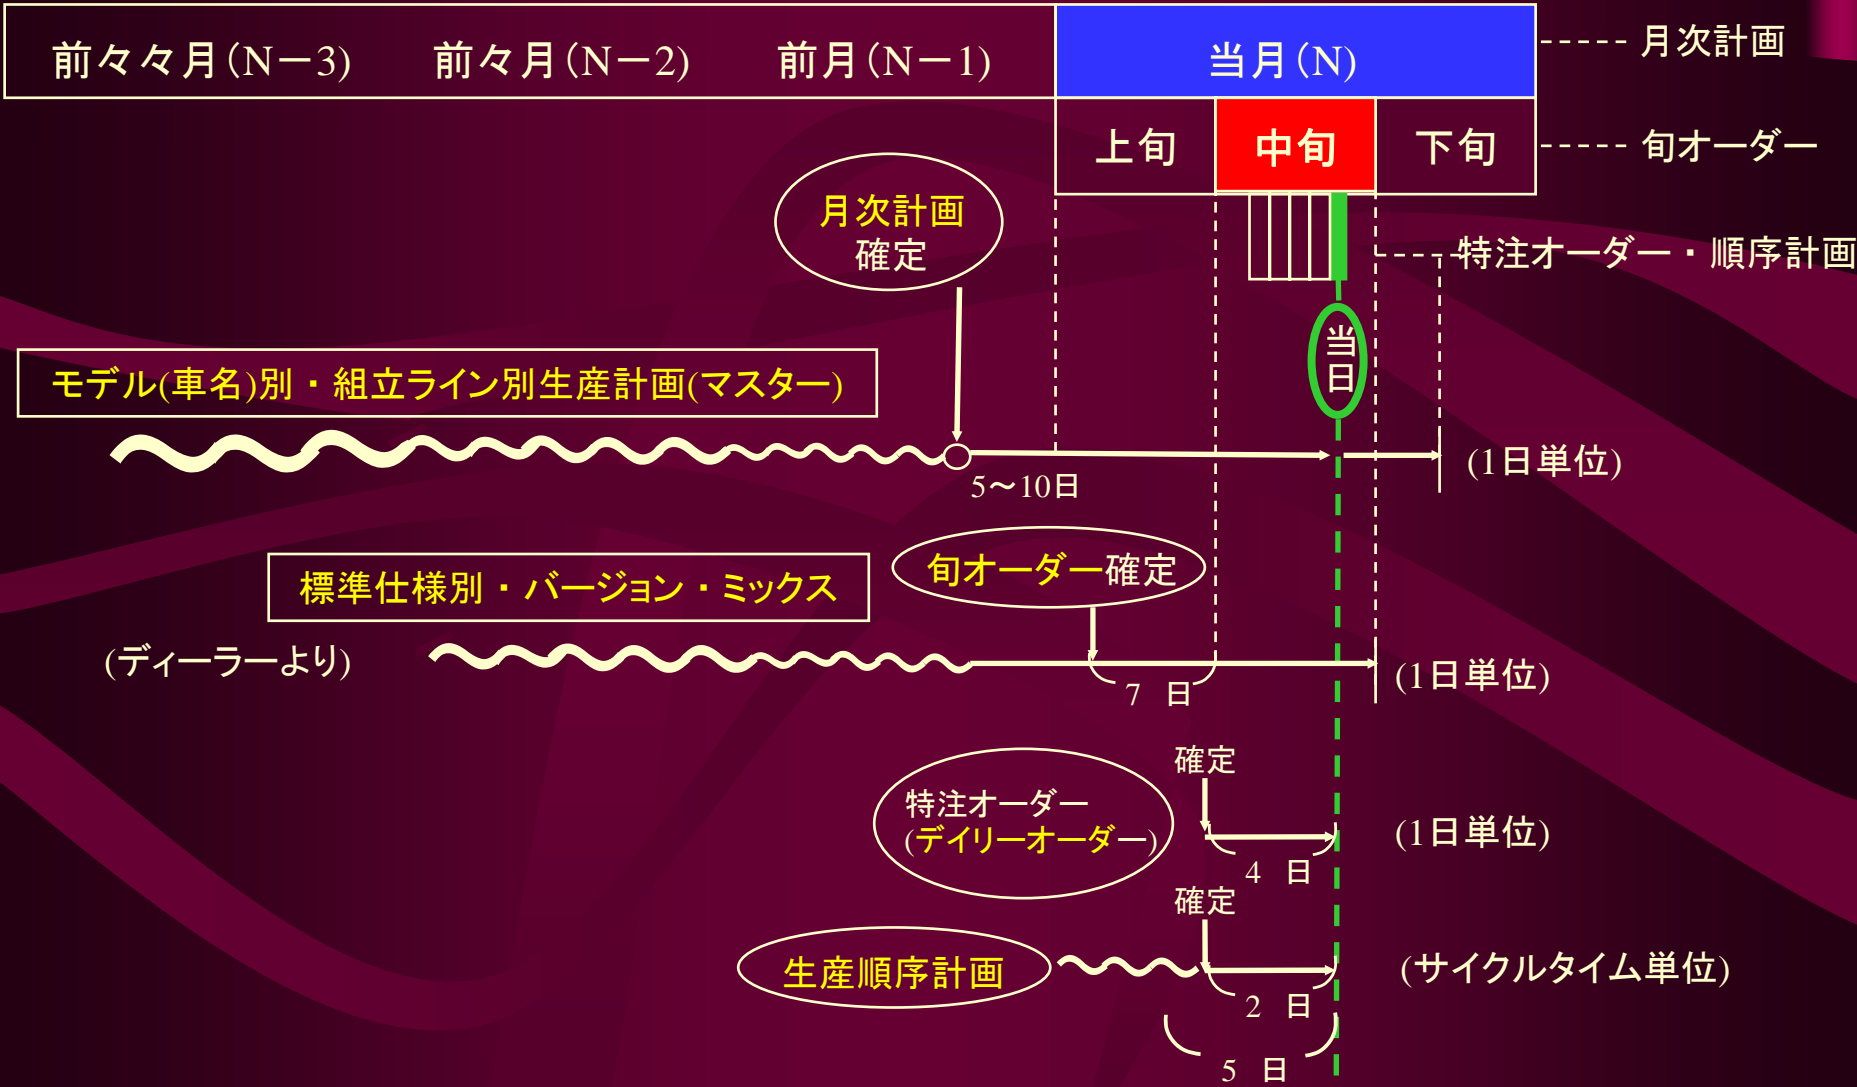 前々々月(N－3)
前々月(N－2)
前月(N－1)
当月(N)
月次計画
上旬
中旬
下旬
旬オーダー
月次計画
確定
特注オーダー・順序計画
当
日
モデル(車名)別・組立ライン別生産計画(マスター)
(1日単位)
5～10日
旬オーダー確定
標準仕様別・バージョン・ミックス
(ディーラーより)
(1日単位)
7 日
確定
特注オーダー
(デイリーオーダー)
(1日単位)
4 日
確定
生産順序計画
(サイクルタイム単位)
2 日
5 日